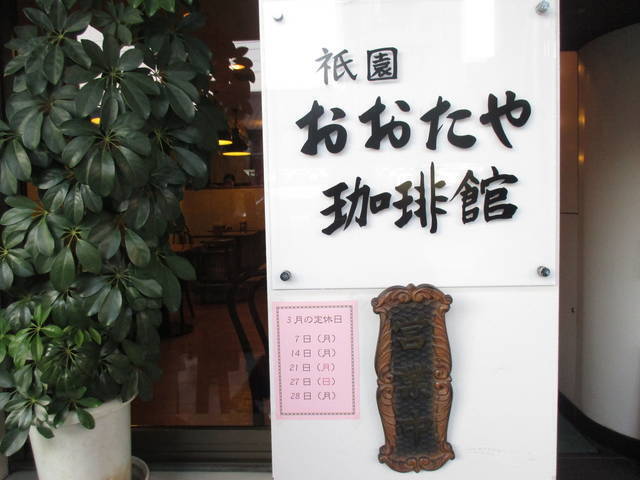 祇園
おおたや
珈琲館
3月の定休日
7日（月）
14日（月）
21日（月）
27日（日）
28日（月）